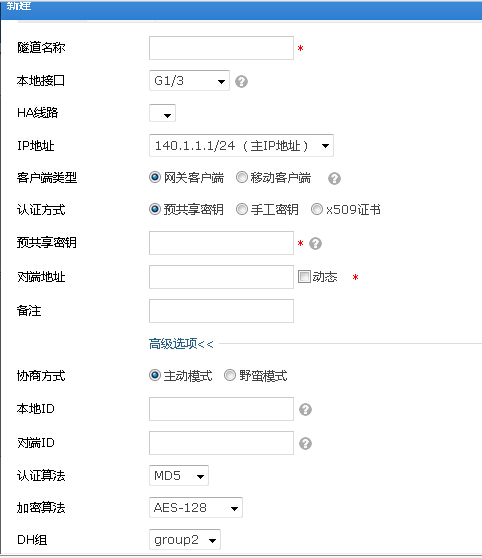 新建
隧道名称 *
本地接口 G1/3 ?
HA线路
IP地址 140.1.1.1/24（主IP地址）
客户端类型 网关客户端 移动客户端 ?
认证方式 预共享密钥 手工密钥 x509证书
预共享密钥 * ?
对端地址 动态 *
备注
高级选项<<
协商方式 主动模式 野蛮模式
本地ID ?
对端ID ?
认证算法 MD5
加密算法 AES-128
DH组 group2